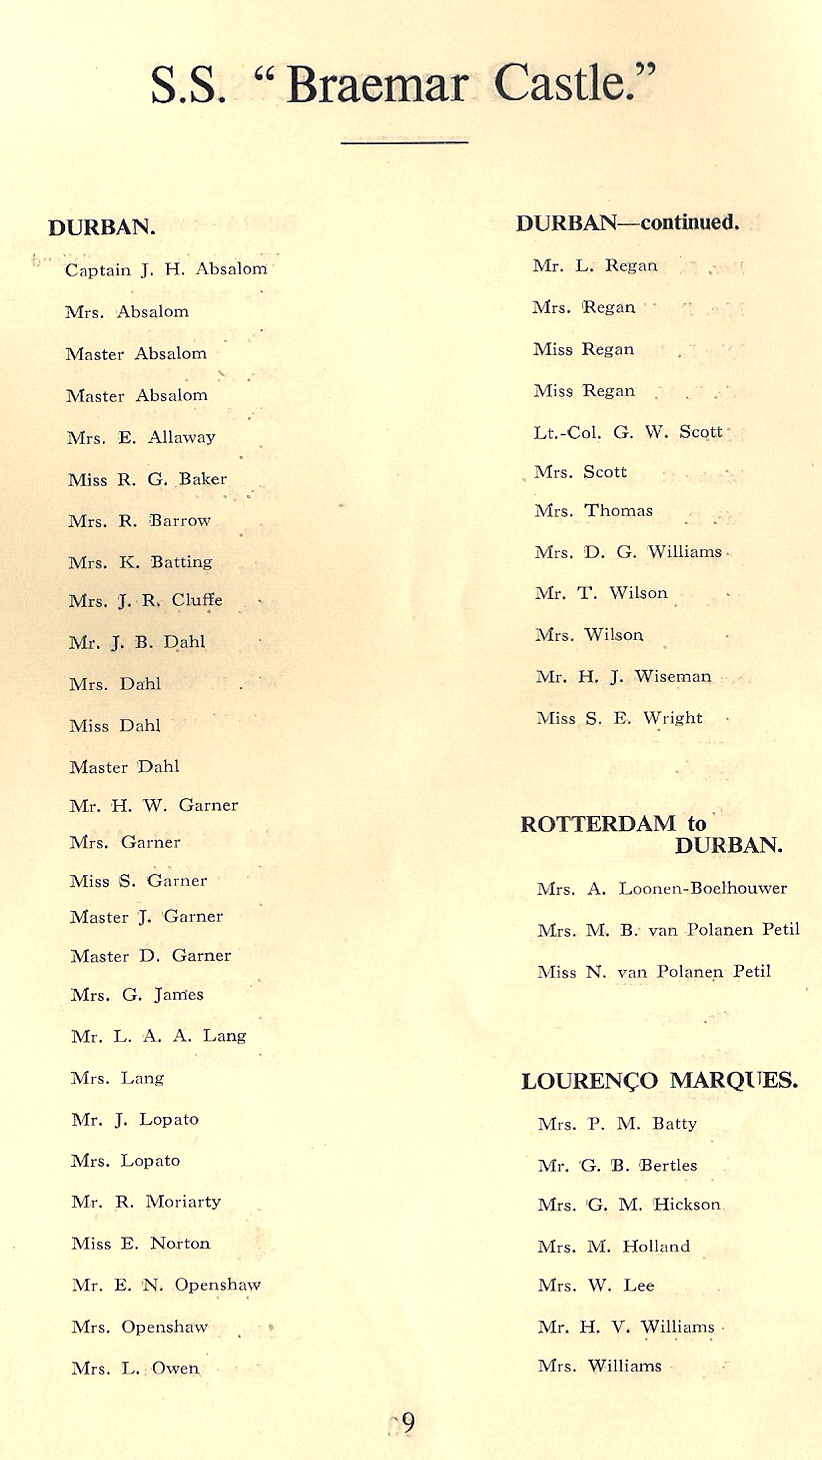 S.S. “Braemar Castle.”
DURBAN.
Captain J. H. Absalom
Mrs. Absalom
Master Absalom
Master Absalom
Mrs. E. Allaway
Miss R. G. Baker
Mrs. R. Barrow
Mrs. K. Batting
Mrs. J. R. Cluffe
Mr. J. B. Dahl
Mrs. Dahl
Miss Dahl
Master Dahl
Mr. H. W. Garner
Mrs. Garner
Miss S. Garner
Master J. Garner
Master D. Garner
Mrs. G. James
Mr. L. A. A. Lang
Mrs. Lang
Mr. J. Lopato
Mrs. Lopato
Mr. R. Moriarty
Miss E. Norton
Mr. E. N. Openshaw
Mrs. Openshaw
Mrs. L. Owen
DURBAN—continued.
Mr. L. Regan
Mrs. Regan
Miss Regan
Miss Regan
Lt.-Col. G. W. Scott
Mrs. Scott
Mrs. Thomas
Mrs. D. G. Williams
Mr. T. Wilson
Mrs. Wilson
Mr. H. J. Wiseman
Miss S. E. Wright
ROTTERDAM to
DURBAN.
Mrs. A. Loonen-Boelhouwer
Mrs. M. B. van Polanen Petil
Miss N. van Polanen Petil
LOURENÇO MARQUES.
Mrs. P. M. Batty
Mr. G. B. Bertles
Mrs. G. M. Hickson
Mrs. M. Holland
Mrs. W. Lee
Mr. H. V. Williams
Mrs. Williams
9